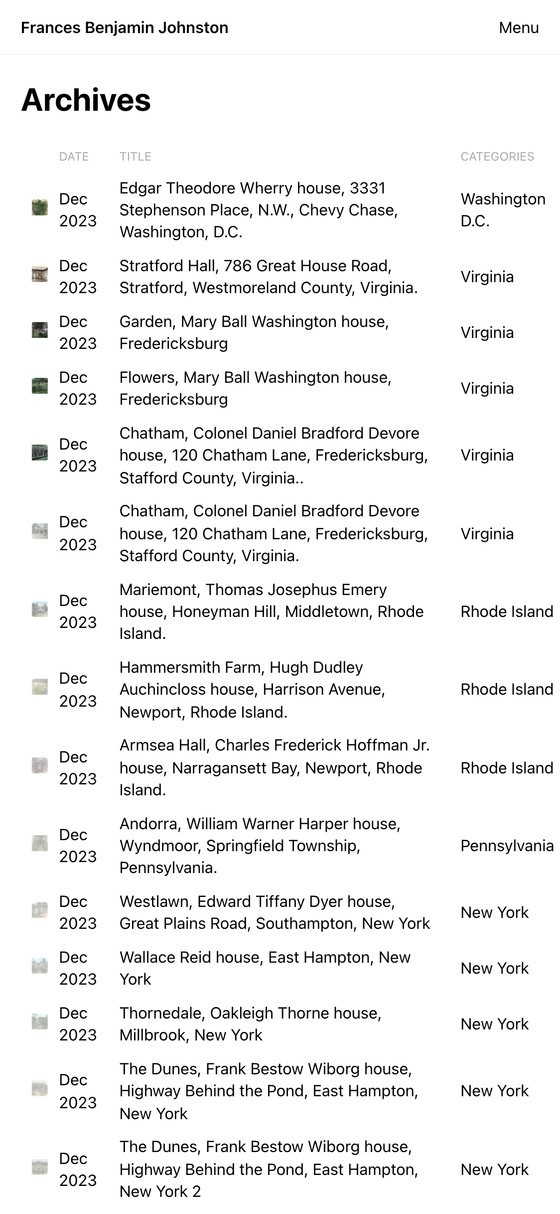 Frances Benjamin Johnston
Menu
Archives
DATE
TITLE
CATEGORIES
Dec
2023
Edgar Theodore Wherry house, 3331
Stephenson Place, N.W., Chevy Chase,
Washington, D.C.
Washington
D.C.
Dec
2023
Stratford Hall, 786 Great House Road,
Stratford, Westmoreland County, Virginia.
Virginia
Dec
2023
Garden, Mary Ball Washington house,
Fredericksburg
Virginia
Dec
2023
Flowers, Mary Ball Washington house,
Fredericksburg
Virginia
Dec
2023
Chatham, Colonel Daniel Bradford Devore
house, 120 Chatham Lane, Fredericksburg,
Stafford County, Virginia..
Virginia
Dec
2023
Chatham, Colonel Daniel Bradford Devore
house, 120 Chatham Lane, Fredericksburg,
Stafford County, Virginia.
Virginia
Dec
2023
Mariemont, Thomas Josephus Emery
house, Honeyman Hill, Middletown, Rhode
Island.
Rhode Island
Dec
2023
Hammersmith Farm, Hugh Dudley
Auchincloss house, Harrison Avenue,
Newport, Rhode Island.
Rhode Island
Dec
2023
Armsea Hall, Charles Frederick Hoffman Jr.
house, Narragansett Bay, Newport, Rhode
Island.
Rhode Island
Dec
2023
Andorra, William Warner Harper house,
Wyndmoor, Springfield Township,
Pennsylvania.
Pennsylvania
Dec
2023
Westlawn, Edward Tiffany Dyer house,
Great Plains Road, Southampton, New York
New York
Dec
2023
Wallace Reid house, East Hampton, New
York
New York
Dec
2023
Thornedale, Oakleigh Thorne house,
Millbrook, New York
New York
Dec
2023
The Dunes, Frank Bestow Wiborg house,
Highway Behind the Pond, East Hampton,
New York
New York
Dec
2023
The Dunes, Frank Bestow Wiborg house,
Highway Behind the Pond, East Hampton,
New York 2
New York